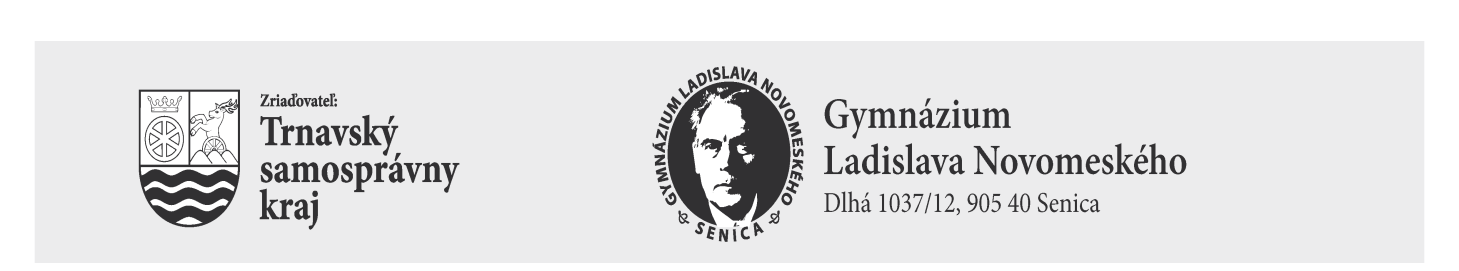 Zriaďovateľ:
Trnavský
samosprávny
kraj
GYMNÁZIUM LADISLAVA NOVOMESKÉHO
SENICA
Gymnázium
Ladislava Novomeského
Dlhá 1037/12, 905 40 Senica